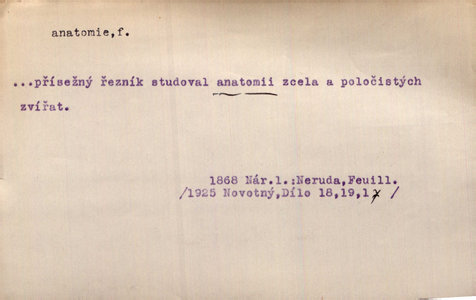 anatomie,f.
...přísežný řezník studoval anatomii zcela a poločistých
zvířat.
1868 Nár.l.:Neruda,Feuill.
/1925 Novotný,Dílo 18,19,1 /